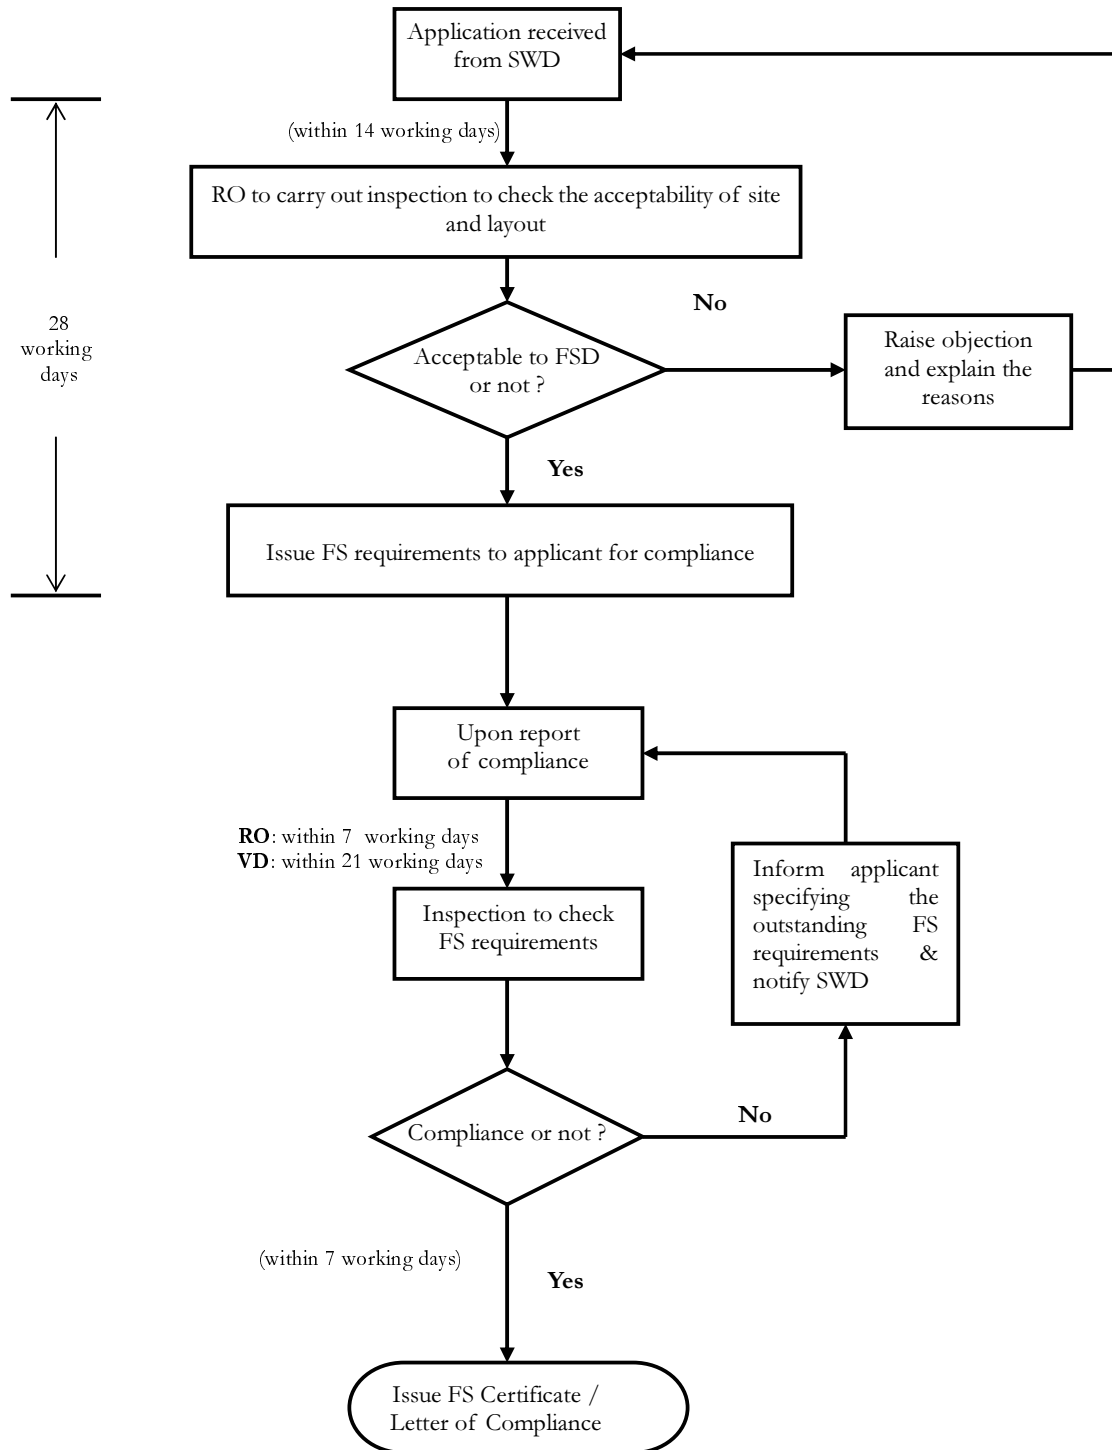 Application received
from SWD
(within 14 working days)
RO to carry out inspection to check the acceptability of site
and layout
28
working
days
No
Acceptable to FSD
or not ?
Raise objection
and explain the
reasons
Yes
Issue FS requirements to applicant for compliance
Upon report
of compliance
RO: within 7 working days
VD: within 21 working days
Inform applicant
specifying the
outstanding FS
requirements &
notify SWD
Inspection to check
FS requirements
No
Compliance or not ?
(within 7 working days)
Yes
Issue FS Certificate /
Letter of Compliance